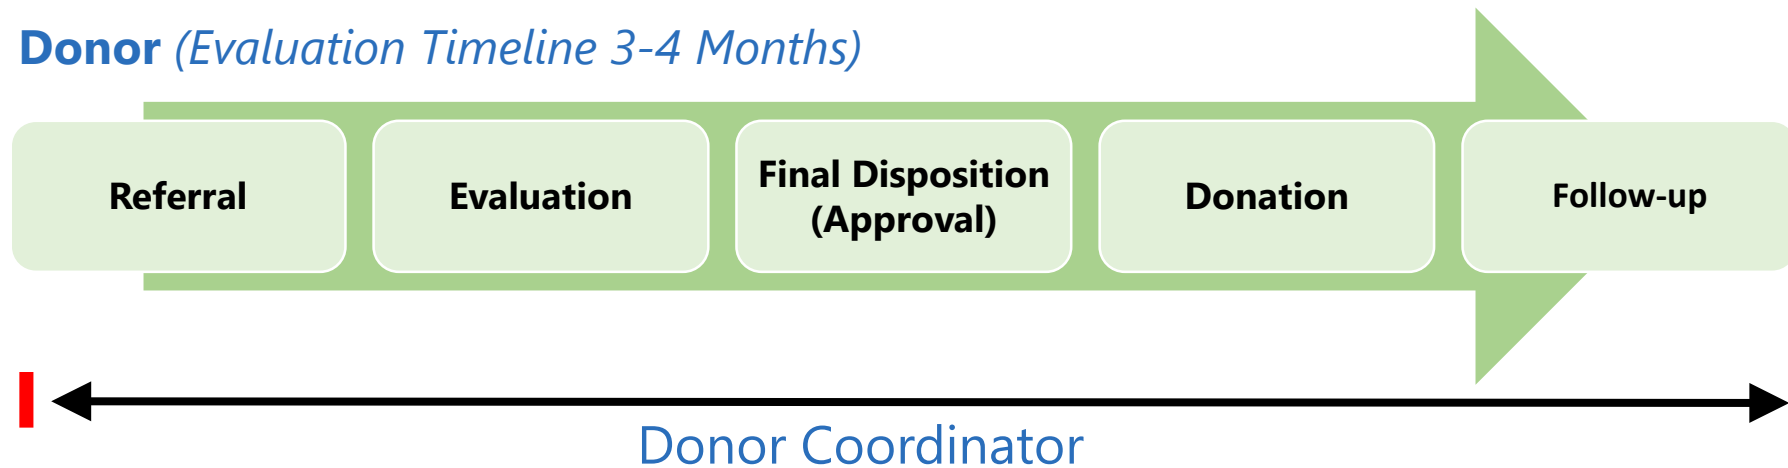 Donor (Evaluation Timeline 3-4 Months)
Referral
Evaluation
Final Disposition
(Approval)
Donation
Follow-up
Donor Coordinator